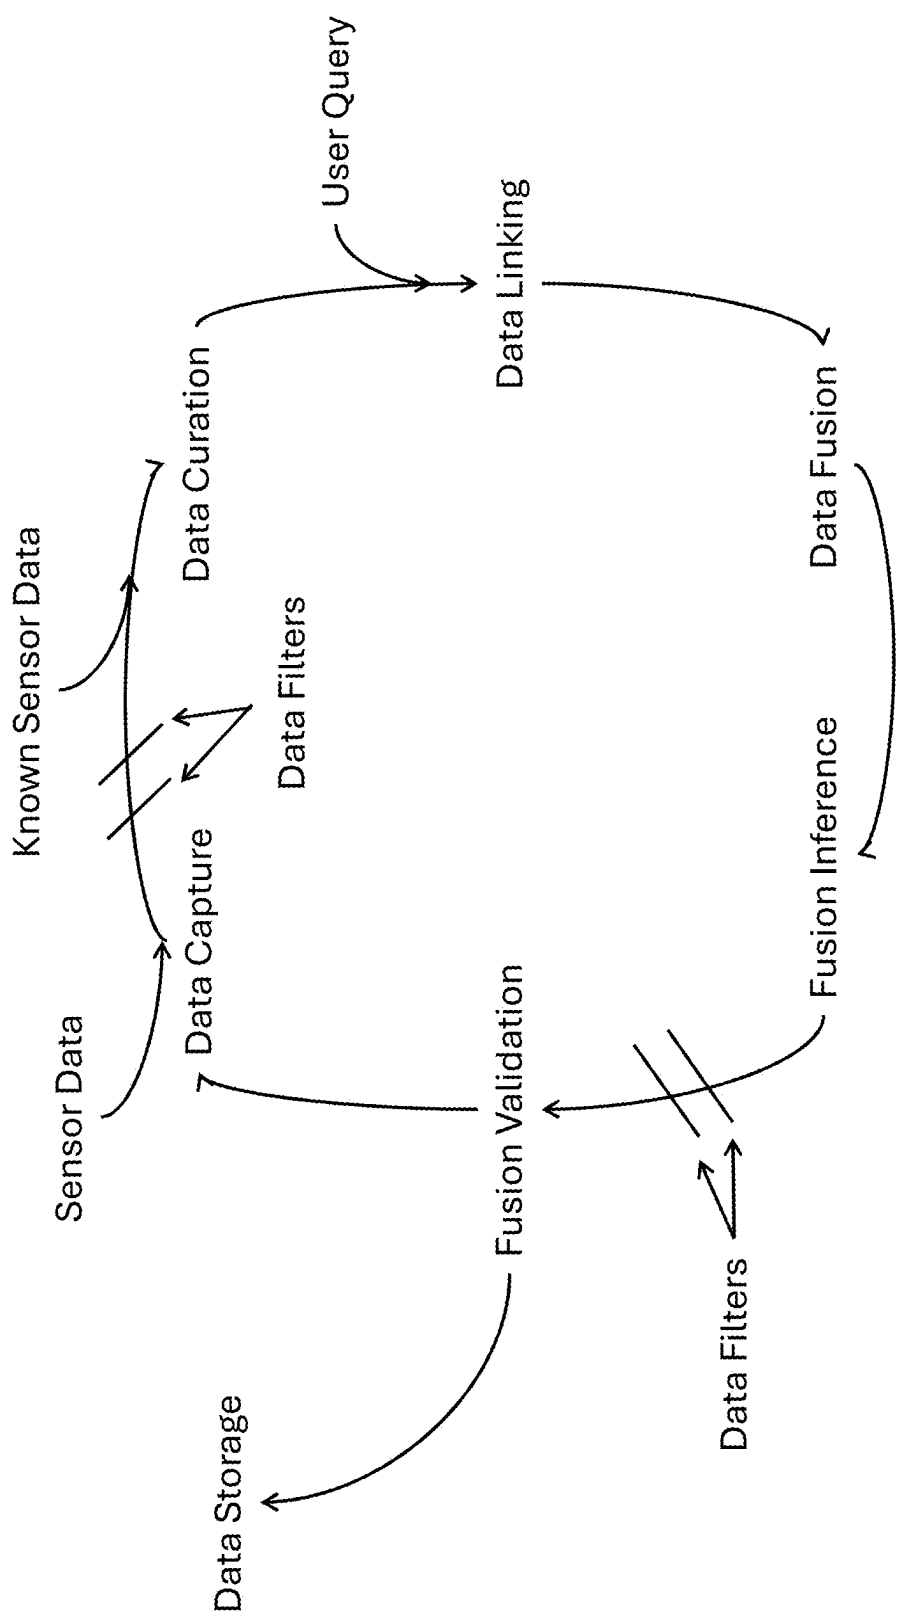 Known Sensor Data
Sensor Data
Data Capture
Data Curation
Data Storage
Data Filters
User Query
Fusion Validation
Data Linking
Data Filters
Fusion Inference
Data Fusion